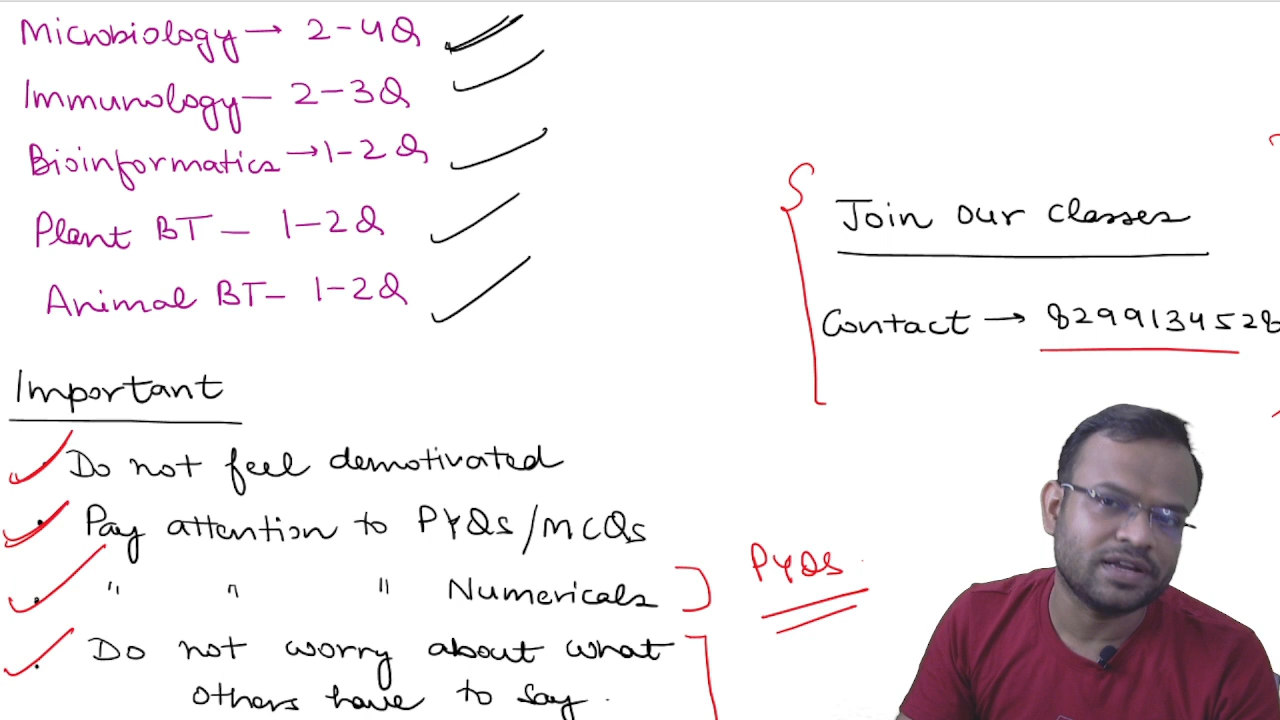 Microbiology → 2-4Q
Immunology - 2-3Q
Bioinformatics → 1-2Q
Plant BT - 1-2Q
Animal BT - 1-2Q
Join our classes
Contact → 8299134528
Important
Do not feel demotivated
. Pay attention to PYQs/MCQs
. " " " Numericals
PYQs
. Do not worry about what
others have to say.